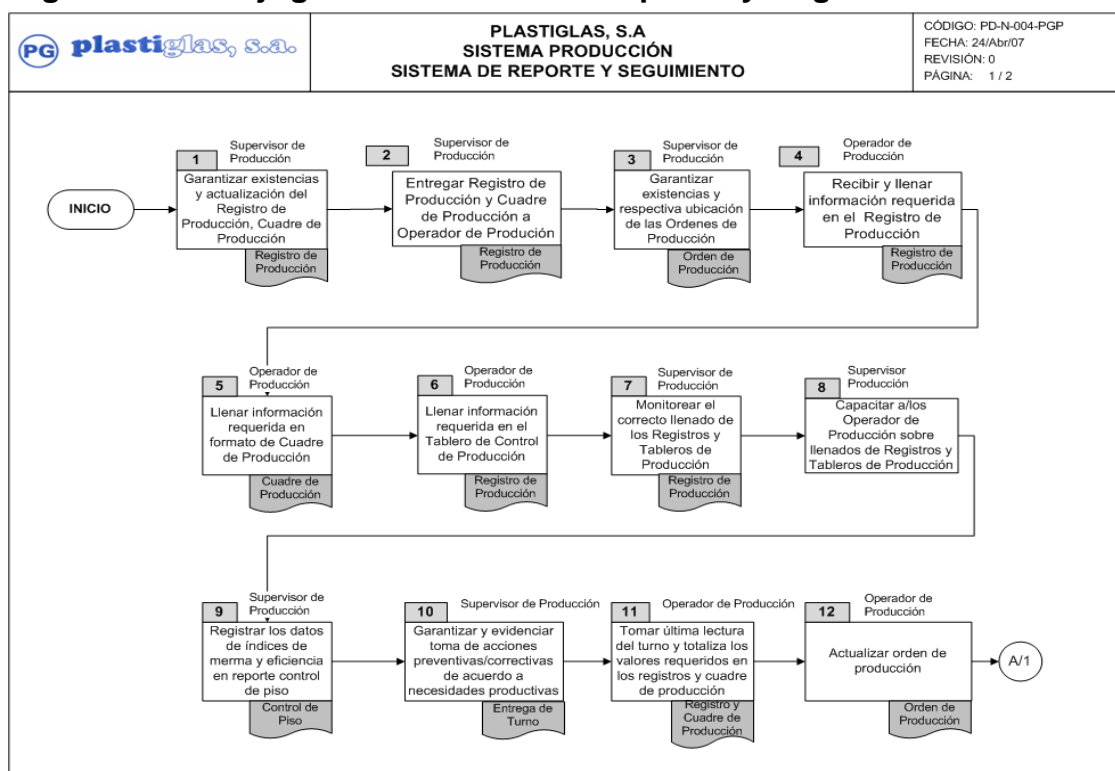 PG plastiglas, s.a.
PLASTIGLAS, S.A
SISTEMA PRODUCCIÓN
SISTEMA DE REPORTE Y SEGUIMIENTO
CÓDIGO: PD-N-004-PGP
FECHA: 24/Abr/07
REVISIÓN: 0
PÁGINA: 1 / 2
INICIO
1
Supervisor de
Producción
Garantizar existencias
y actualización del
Registro de
Producción, Cuadre de
Producción
Registro de
Producción
2
Supervisor de
Producción
Entregar Registro de
Producción y Cuadre
de Producción a
Operador de Produción
Registro de
Producción
3
Supervisor de
Producción
Garantizar
existencias y
respectiva ubicación
de las Ordenes de
Producción
Orden de
Producción
4
Operador de
Producción
Recibir y llenar
información requerida
en el Registro de
Producción
Registro de
Producción
5
Operador de
Producción
Llenar información
requerida en
formato de Cuadre
de Producción
Cuadre de
Producción
6
Operador de
Producción
Llenar información
requerida en el
Tablero de Control
de Producción
Registro de
Producción
7
Supervisor de
Producción
Monitorear el
correcto llenado de
los Registros y
Tableros de
Producción
Registro de
Producción
8
Supervisor
Producción
Capacitar a/los
Operador de
Producción sobre
llenados de Registros y
Tableros de Producción
9
Supervisor de
Producción
Registrar los datos
de índices de
merma y eficiencia
en reporte control
de piso
Control de
Piso
10
Supervisor de Producción
Garantizar y evidenciar
toma de acciones
preventivas/correctivas
de acuerdo a
necesidades productivas
Entrega de
Turno
11
Operador de Producción
Tomar última lectura
del turno y totaliza los
valores requeridos en
los registros y cuadre
de producción
Registro y
Cuadre de
Producción
12
Operador de
Producción
Actualizar orden de
producción
Orden de
Producción
A/1